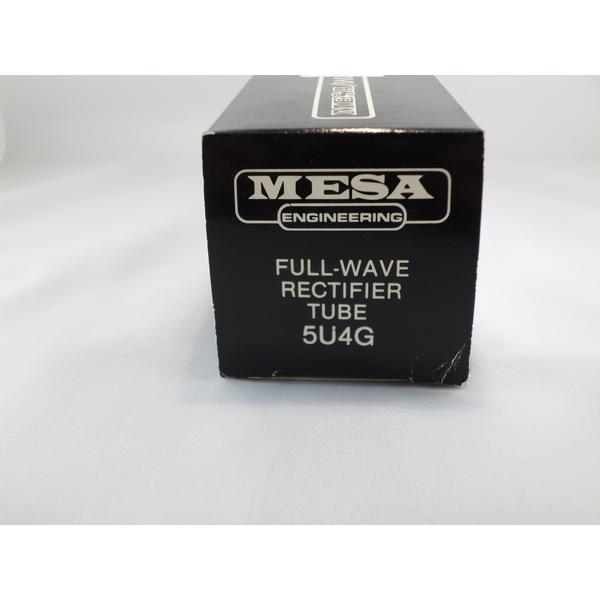 MESA
ENGINEERING
FULL-WAVE
RECTIFIER
TUBE
5U4G